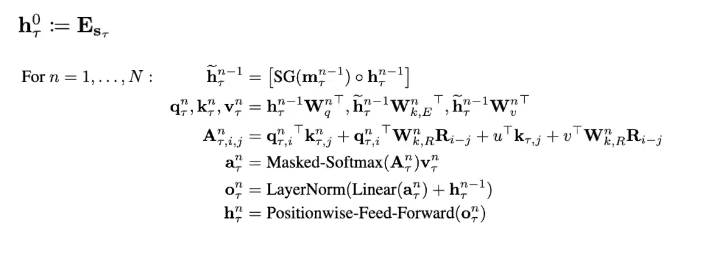 h⁰_τ := E_{s_τ}
For n = 1, . . . , N : h̃_τ^{n−1} = [SG(m_τ^{n−1}) ∘ h_τ^{n−1}]
q_τ^n, k_τ^n, v_τ^n = h_τ^{n−1} W_q^{n⊤}, h̃_τ^{n−1} W_{k,E}^{n ⊤}, h̃_τ^{n−1} W_v^{n⊤}
A_{τ,i,j}^n = q_{τ,i}^{n ⊤} k_{τ,j}^n + q_{τ,i}^{n ⊤} W_{k,R}^n R_{i−j} + u^⊤ k_{τ,j} + v^⊤ W_{k,R}^n R_{i−j}
a_τ^n = Masked-Softmax(A_τ^n)v_τ^n
o_τ^n = LayerNorm(Linear(a_τ^n) + h_τ^{n−1})
h_τ^n = Positionwise-Feed-Forward(o_τ^n)